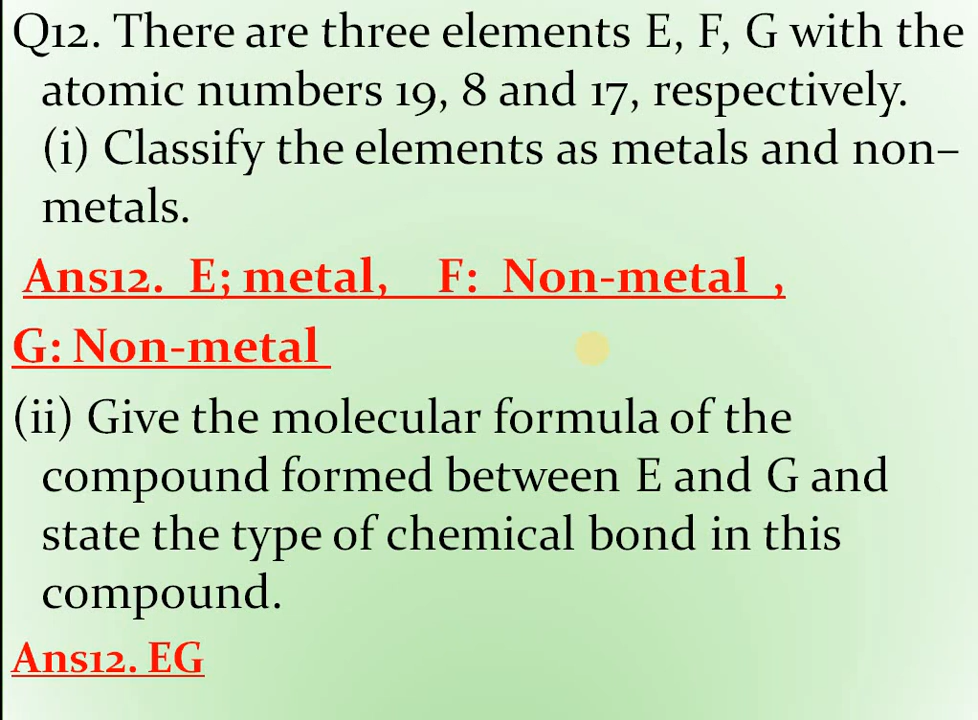 Q12. There are three elements E, F, G with the
atomic numbers 19, 8 and 17, respectively.
(i) Classify the elements as metals and non–
metals.
Ans12. E; metal, F: Non-metal ,
G: Non-metal
(ii) Give the molecular formula of the
compound formed between E and G and
state the type of chemical bond in this
compound.
Ans12. EG